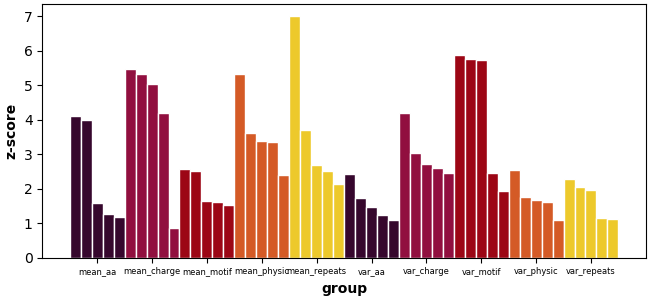 7
6
5
4
3
2
1
0
z-score
mean_aa mean_charge mean_motif mean_physic mean_repeats var_aa var_charge var_motif var_physic var_repeats
group